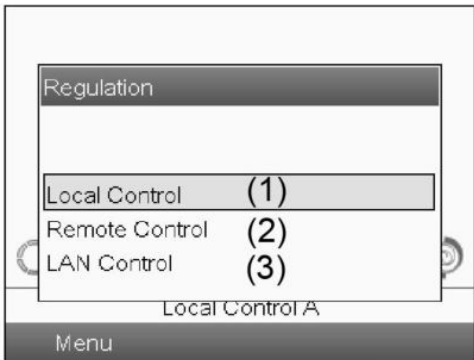 Regulation
Local Control (1)
Remote Control (2)
LAN Control (3)
Local Control A
Menu